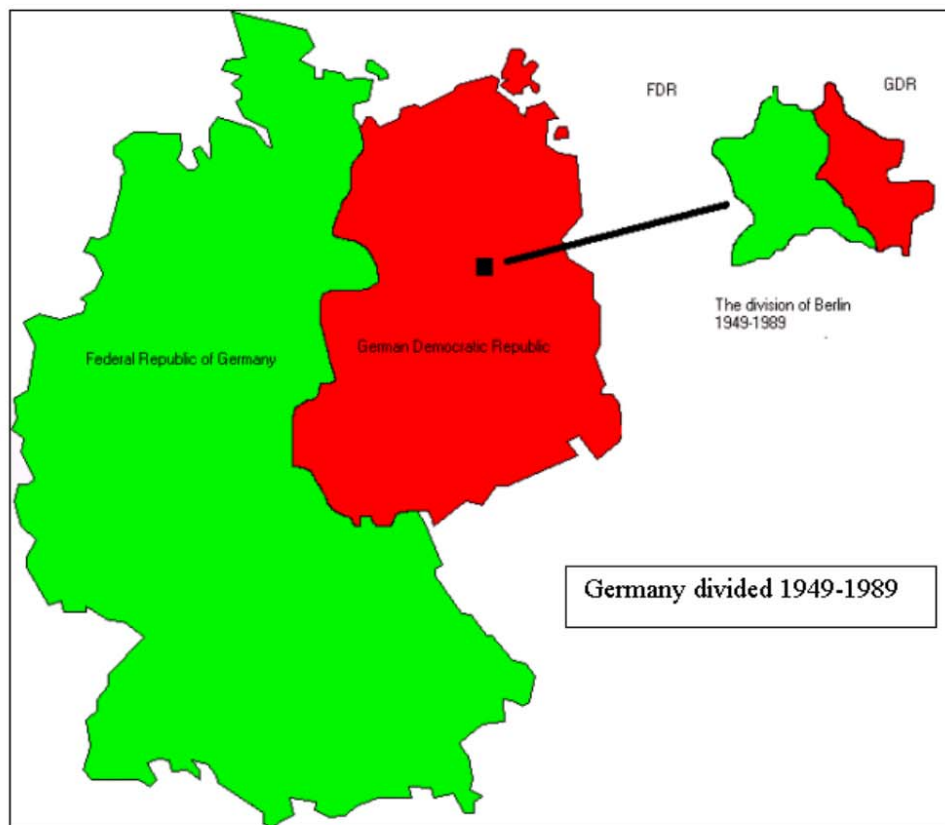 FDR
GDR
The division of Berlin
1949-1989
Federal Republic of Germany
German Democratic Republic
Germany divided 1949-1989